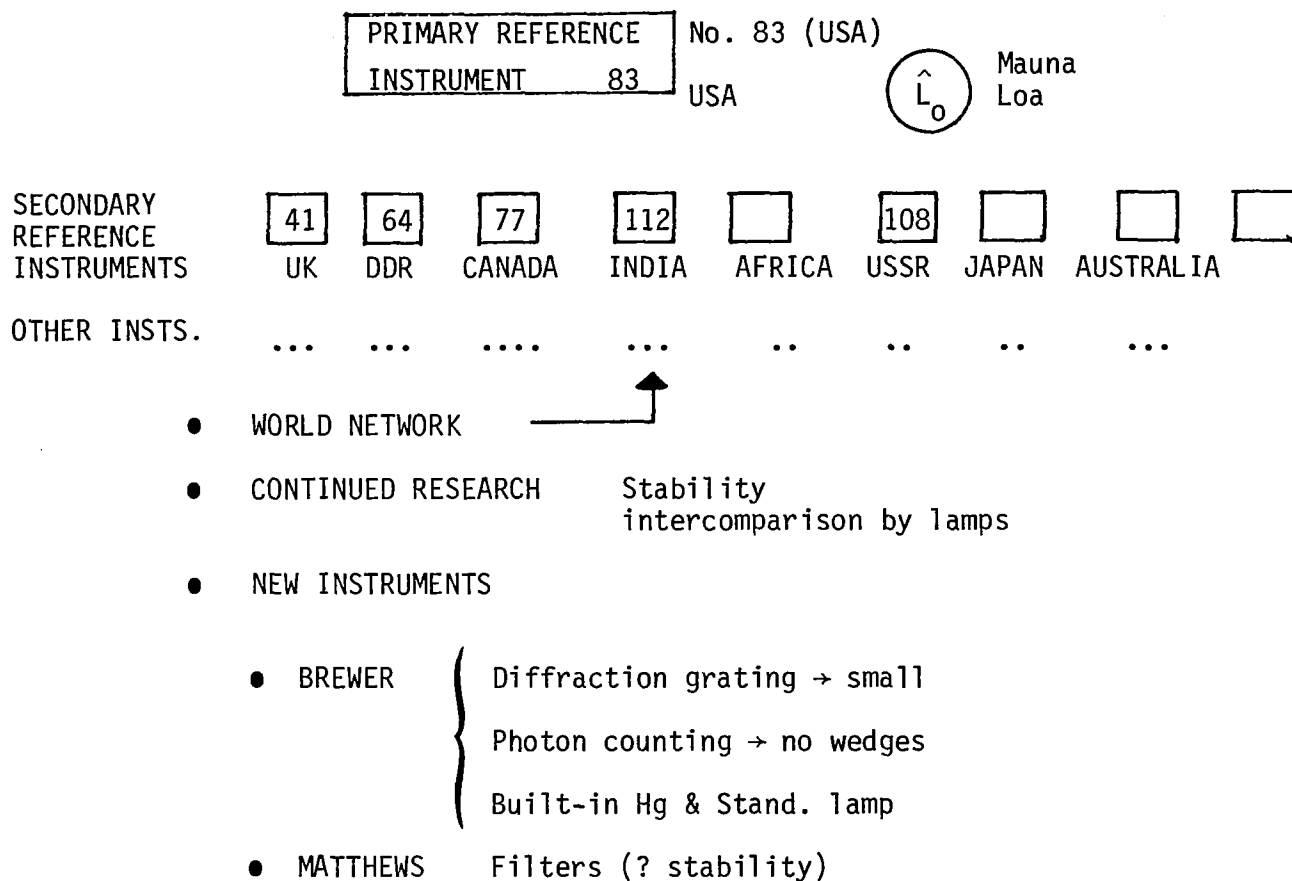 PRIMARY REFERENCE No. 83 (USA)
INSTRUMENT 83 USA
L̂o Mauna
Loa
SECONDARY
REFERENCE
INSTRUMENTS
41 64 77 112 108
UK DDR CANADA INDIA AFRICA USSR JAPAN AUSTRALIA
OTHER INSTS. ... ... .... ... .. .. .. ...
● WORLD NETWORK
● CONTINUED RESEARCH Stability
intercomparison by lamps
● NEW INSTRUMENTS
● BREWER Diffraction grating → small
Photon counting → no wedges
Built-in Hg & Stand. lamp
● MATTHEWS Filters (? stability)